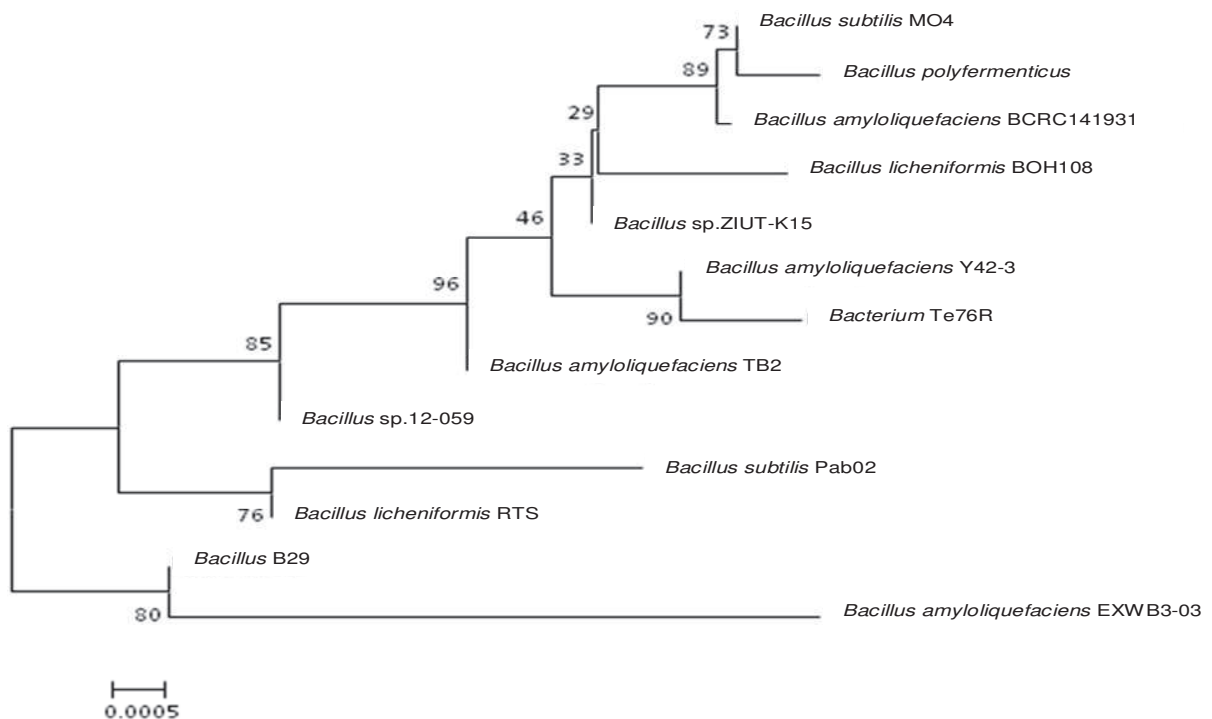 Bacillus subtilis MO4
73
Bacillus polyfermenticus
89
Bacillus amyloliquefaciens BCRC141931
29
Bacillus licheniformis BOH108
33
Bacillus sp.ZIUT-K15
46
Bacillus amyloliquefaciens Y42-3
96
Bacterium Te76R
90
85
Bacillus amyloliquefaciens TB2
Bacillus sp.12-059
Bacillus subtilis Pab02
76
Bacillus licheniformis RTS
Bacillus B29
80
Bacillus amyloliquefaciens EXWB3-03
0.0005